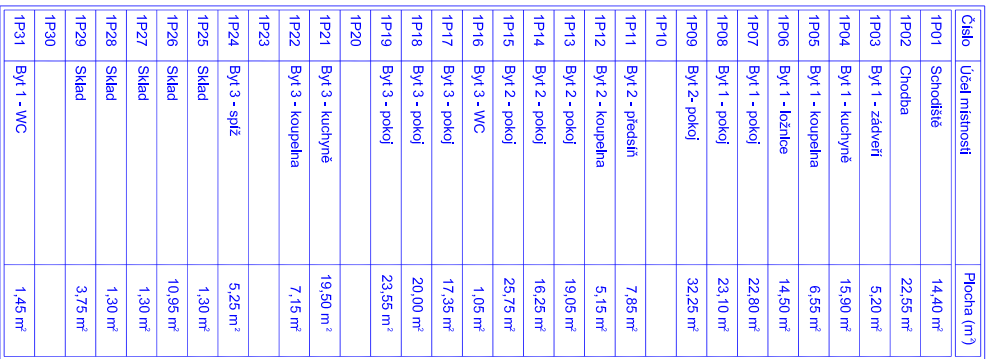 Číslo Účel místnosti Plocha (m²)
1P01 Schodiště 14,40 m²
1P02 Chodba 22,55 m²
1P03 Byt 1 - zádveří 5,20 m²
1P04 Byt 1 - kuchyně 15,90 m²
1P05 Byt 1 - koupelna 6,55 m²
1P06 Byt 1 - ložnice 14,50 m²
1P07 Byt 1 - pokoj 22,80 m²
1P08 Byt 1 - pokoj 23,10 m²
1P09 Byt 2- pokoj 32,25 m²
1P10
1P11 Byt 2 - předsíň 7,85 m²
1P12 Byt 2 - koupelna 5,15 m²
1P13 Byt 2 - pokoj 19,05 m²
1P14 Byt 2 - pokoj 16,25 m²
1P15 Byt 2 - pokoj 25,75 m²
1P16 Byt 3 - WC 1,05 m²
1P17 Byt 3 - pokoj 17,35 m²
1P18 Byt 3 - pokoj 20,00 m²
1P19 Byt 3 - pokoj 23,55 m²
1P20
1P21 Byt 3 - kuchyně 19,50 m²
1P22 Byt 3 - koupelna 7,15 m²
1P23
1P24 Byt 3 - spíž 5,25 m²
1P25 Sklad 1,30 m²
1P26 Sklad 10,95 m²
1P27 Sklad 1,30 m²
1P28 Sklad 1,30 m²
1P29 Sklad 3,75 m²
1P30
1P31 Byt 1 - WC 1,45 m²